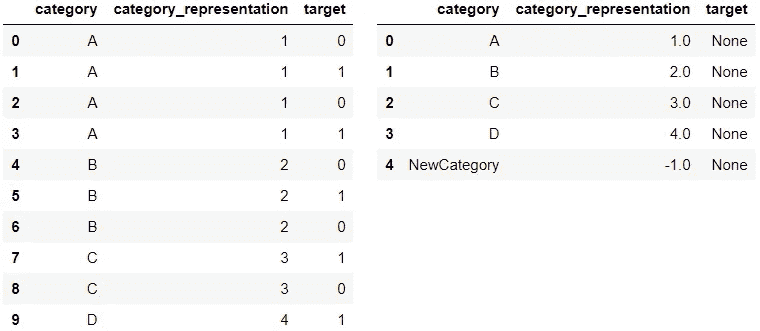 category category_representation target
0 A 1 0
1 A 1 1
2 A 1 0
3 A 1 1
4 B 2 0
5 B 2 1
6 B 2 0
7 C 3 1
8 C 3 0
9 D 4 1
category category_representation target
0 A 1.0 None
1 B 2.0 None
2 C 3.0 None
3 D 4.0 None
4 NewCategory -1.0 None